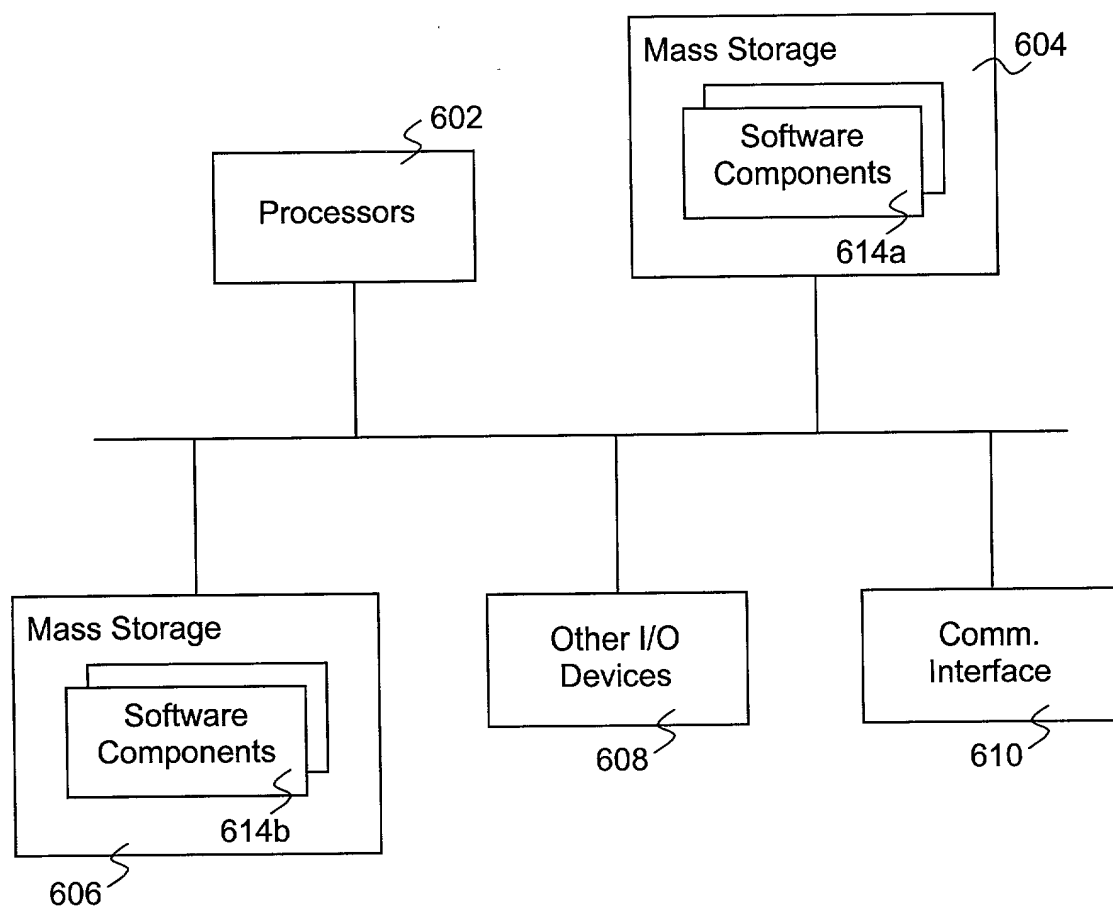 Mass Storage
604
602
Software
Components
Processors
614a
Mass Storage
Software
Components
614b
606
Other I/O
Devices
608
Comm.
Interface
610